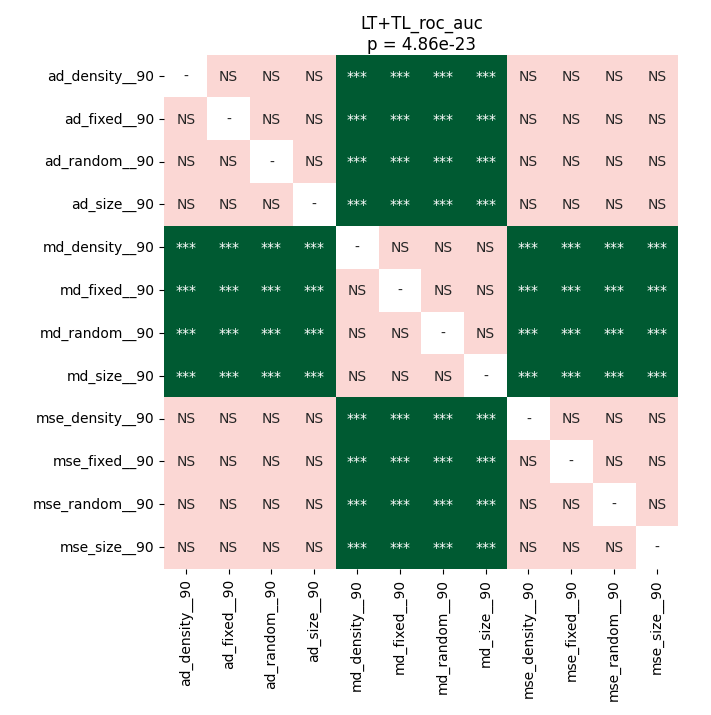 LT+TL_roc_auc
p = 4.86e-23
ad_density__90 - NS NS NS *** *** *** *** NS NS NS NS
ad_fixed__90 NS - NS NS *** *** *** *** NS NS NS NS
ad_random__90 NS NS - NS *** *** *** *** NS NS NS NS
ad_size__90 NS NS NS - *** *** *** *** NS NS NS NS
md_density__90 *** *** *** *** - NS NS NS *** *** *** ***
md_fixed__90 *** *** *** *** NS - NS NS *** *** *** ***
md_random__90 *** *** *** *** NS NS - NS *** *** *** ***
md_size__90 *** *** *** *** NS NS NS - *** *** *** ***
mse_density__90 NS NS NS NS *** *** *** *** - NS NS NS
mse_fixed__90 NS NS NS NS *** *** *** *** NS - NS NS
mse_random__90 NS NS NS NS *** *** *** *** NS NS - NS
mse_size__90 NS NS NS NS *** *** *** *** NS NS NS -
ad_density__90
ad_fixed__90
ad_random__90
ad_size__90
md_density__90
md_fixed__90
md_random__90
md_size__90
mse_density__90
mse_fixed__90
mse_random__90
mse_size__90